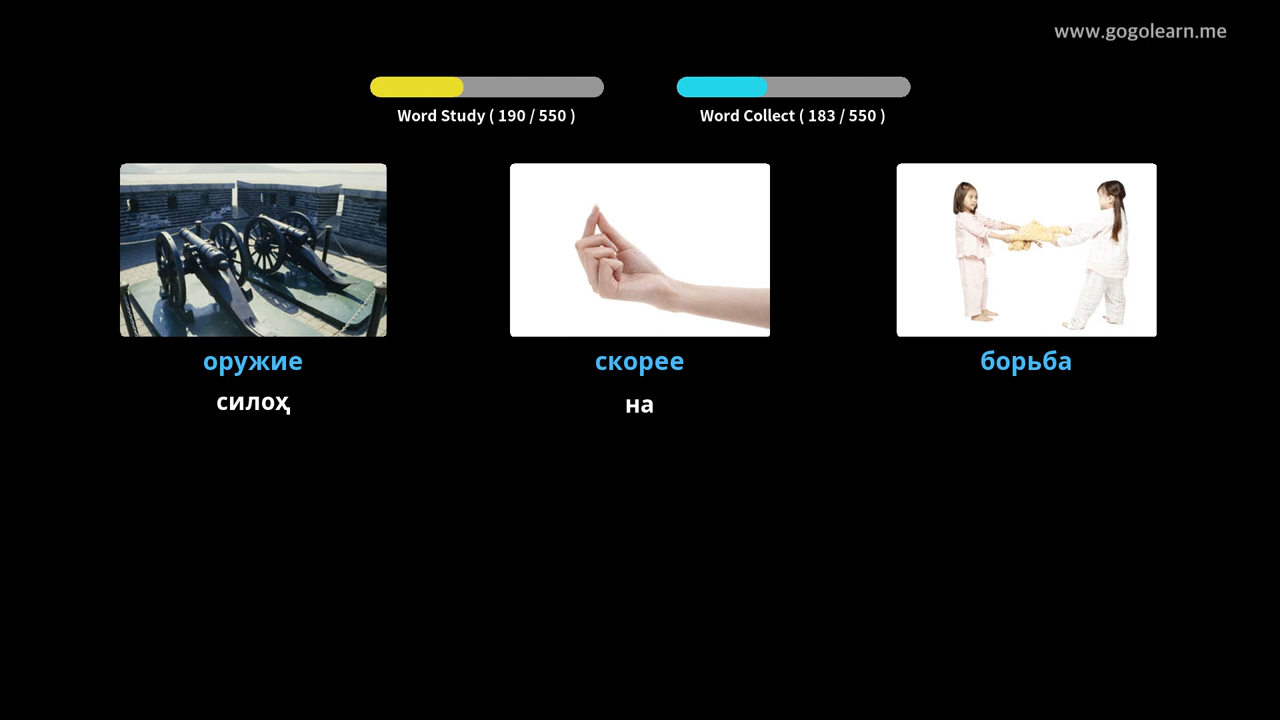 www.gogolearn.me
Word Study ( 190 / 550 )
Word Collect ( 183 / 550 )
оружие
скорее
борьба
силоҳ
на